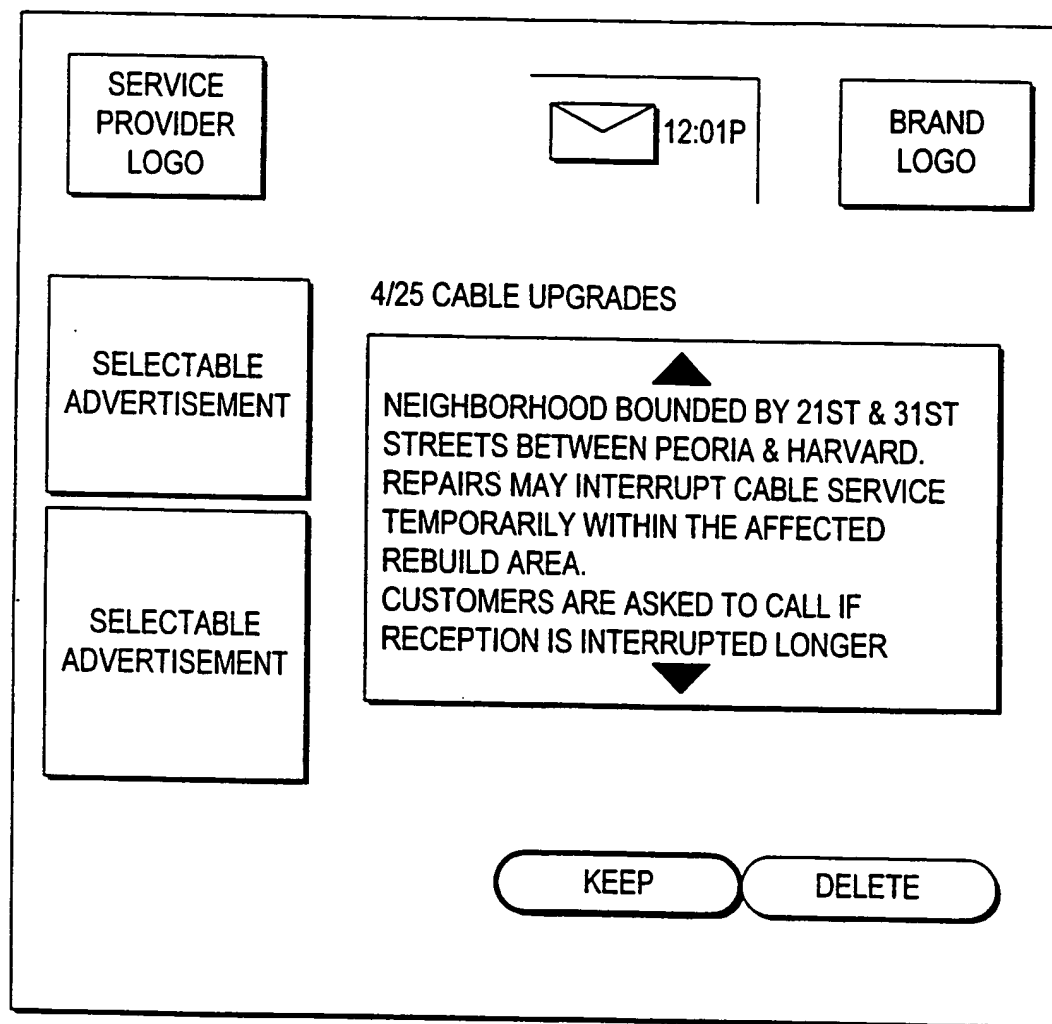 SERVICE
PROVIDER
LOGO
12:01P
BRAND
LOGO
SELECTABLE
ADVERTISEMENT
SELECTABLE
ADVERTISEMENT
4/25 CABLE UPGRADES
NEIGHBORHOOD BOUNDED BY 21ST & 31ST
STREETS BETWEEN PEORIA & HARVARD.
REPAIRS MAY INTERRUPT CABLE SERVICE
TEMPORARILY WITHIN THE AFFECTED
REBUILD AREA.
CUSTOMERS ARE ASKED TO CALL IF
RECEPTION IS INTERRUPTED LONGER
KEEP
DELETE